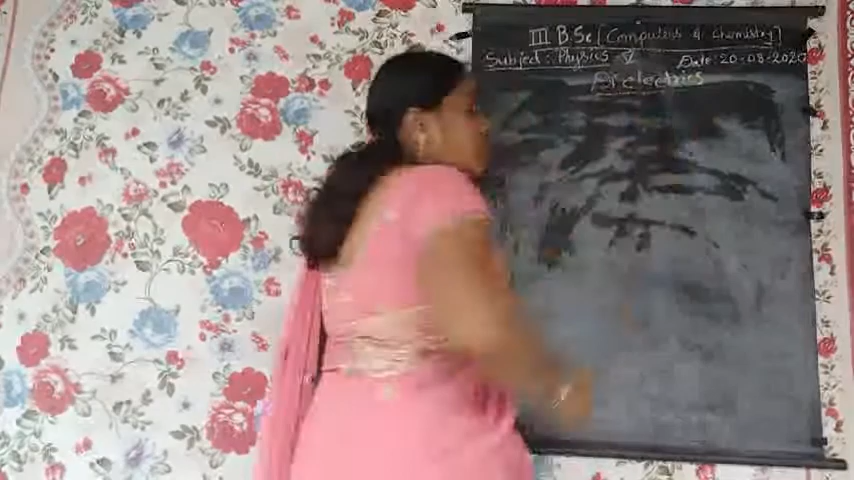 III B.Sc [Computers & Chemistry]
Subject : Physics - V Date: 20-08-2020
Dielectrics